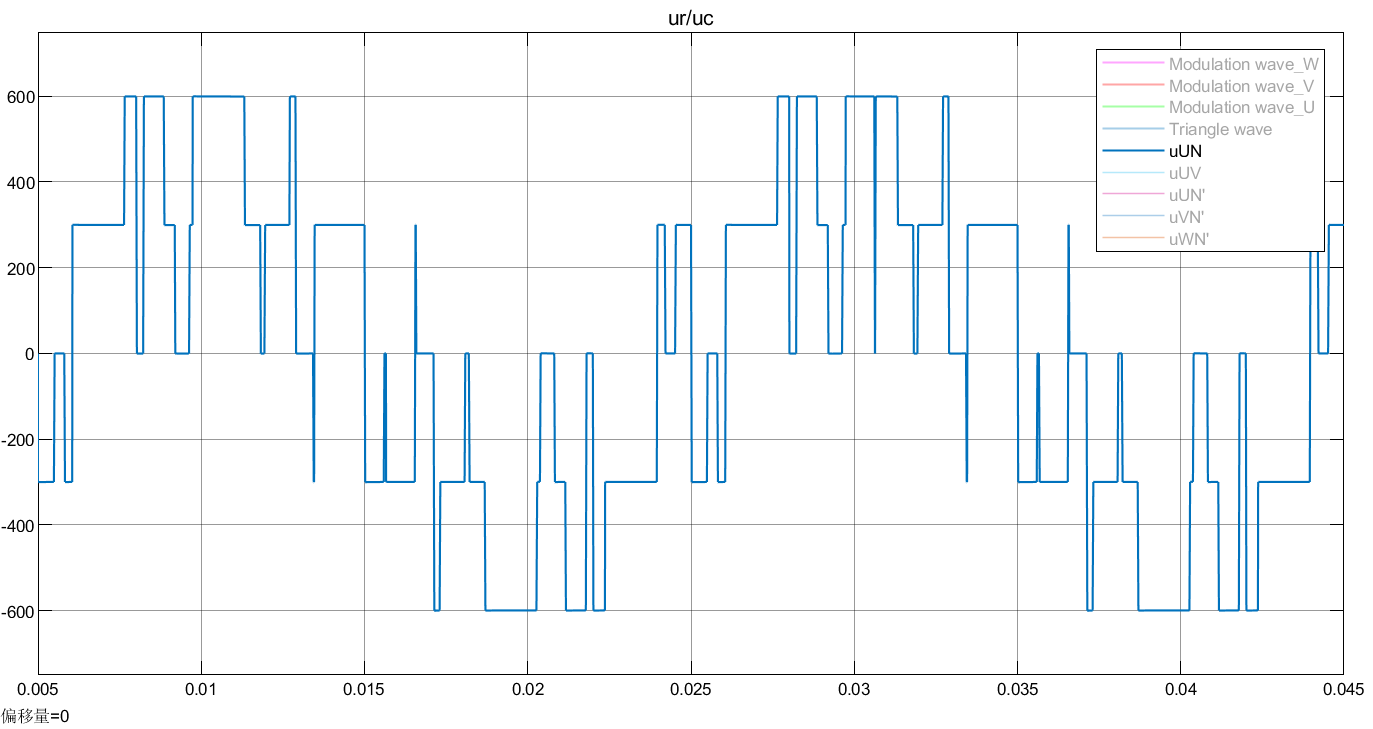 ur/uc
Modulation wave_W
Modulation wave_V
Modulation wave_U
Triangle wave
uUN
uUV
uUN'
uVN'
uWN'
600
400
200
0
-200
-400
-600
0.005 0.01 0.015 0.02 0.025 0.03 0.035 0.04 0.045
偏移量=0